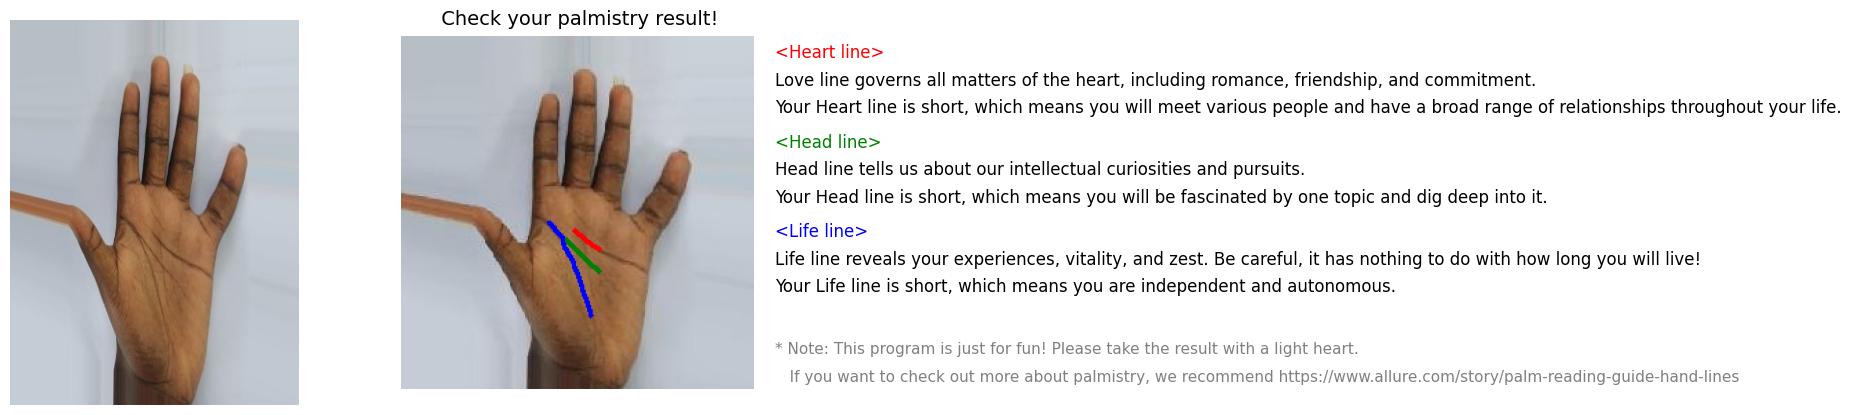 Check your palmistry result!
<Heart line>
Love line governs all matters of the heart, including romance, friendship, and commitment.
Your Heart line is short, which means you will meet various people and have a broad range of relationships throughout your life.
<Head line>
Head line tells us about our intellectual curiosities and pursuits.
Your Head line is short, which means you will be fascinated by one topic and dig deep into it.
<Life line>
Life line reveals your experiences, vitality, and zest. Be careful, it has nothing to do with how long you will live!
Your Life line is short, which means you are independent and autonomous.
* Note: This program is just for fun! Please take the result with a light heart.
If you want to check out more about palmistry, we recommend https://www.allure.com/story/palm-reading-guide-hand-lines